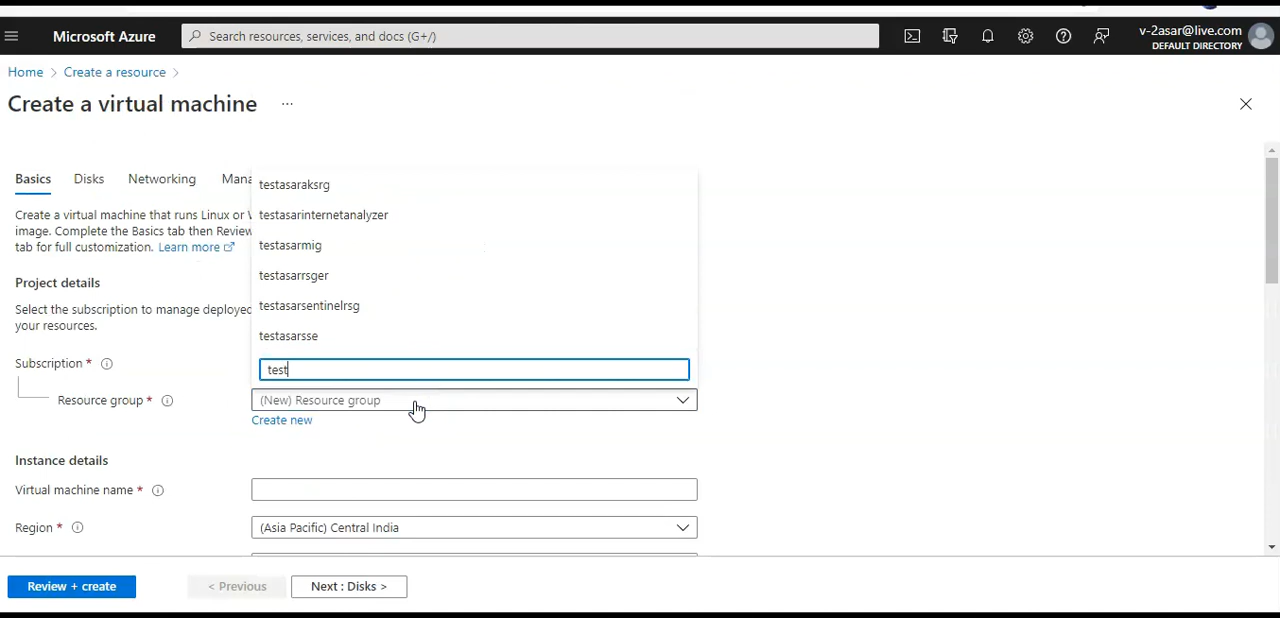 Microsoft Azure
Search resources, services, and docs (G+/)
v-2asar@live.com
DEFAULT DIRECTORY
Home > Create a resource >
Create a virtual machine ...
Basics Disks Networking Mana
Create a virtual machine that runs Linux or W
image. Complete the Basics tab then Review
tab for full customization. Learn more
Project details
Select the subscription to manage deployed
your resources.
Subscription *
Resource group *
testasaraksrg
testasarinternetanalyzer
testasarmig
testasarrsger
testasarsentinelrsg
testasarsse
test
(New) Resource group
Create new
Instance details
Virtual machine name *
Region *
(Asia Pacific) Central India
Review + create
< Previous
Next : Disks >